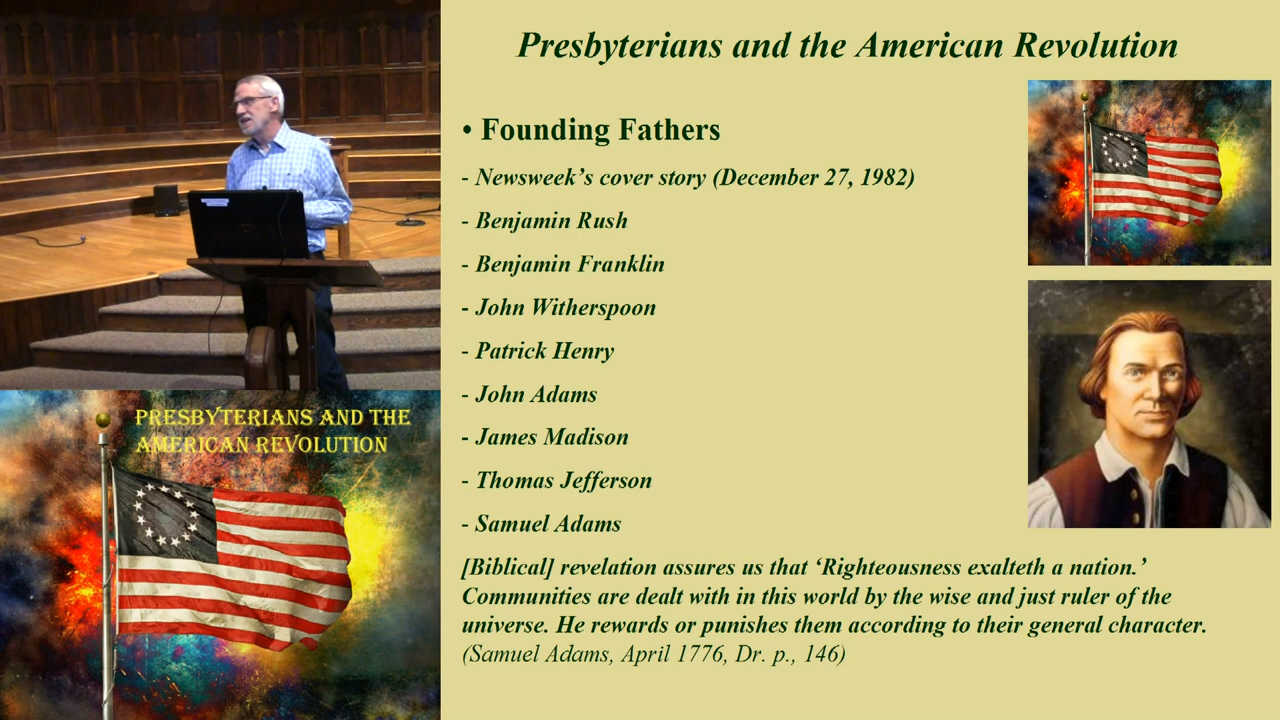 Presbyterians and the American Revolution
• Founding Fathers
- Newsweek’s cover story (December 27, 1982)
- Benjamin Rush
- Benjamin Franklin
- John Witherspoon
- Patrick Henry
- John Adams
- James Madison
- Thomas Jefferson
- Samuel Adams
[Biblical] revelation assures us that ‘Righteousness exalteth a nation.’
Communities are dealt with in this world by the wise and just ruler of the
universe. He rewards or punishes them according to their general character.
(Samuel Adams, April 1776, Dr. p., 146)
PRESBYTERIANS AND THE
AMERICAN REVOLUTION